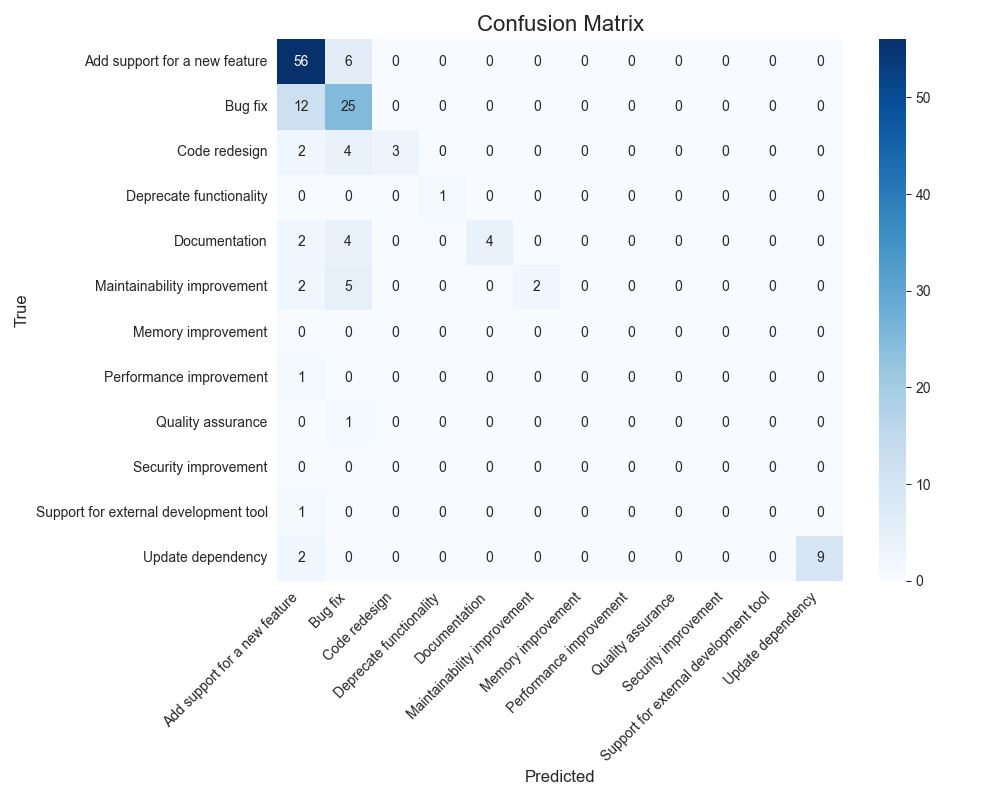 Confusion Matrix
Add support for a new feature 56 6 0 0 0 0 0 0 0 0 0 0
Bug fix 12 25 0 0 0 0 0 0 0 0 0 0
Code redesign 2 4 3 0 0 0 0 0 0 0 0 0
Deprecate functionality 0 0 0 1 0 0 0 0 0 0 0 0
Documentation 2 4 0 0 4 0 0 0 0 0 0 0
Maintainability improvement 2 5 0 0 0 2 0 0 0 0 0 0
Memory improvement 0 0 0 0 0 0 0 0 0 0 0 0
Performance improvement 1 0 0 0 0 0 0 0 0 0 0 0
Quality assurance 0 1 0 0 0 0 0 0 0 0 0 0
Security improvement 0 0 0 0 0 0 0 0 0 0 0 0
Support for external development tool 1 0 0 0 0 0 0 0 0 0 0 0
Update dependency 2 0 0 0 0 0 0 0 0 0 0 9
True
Add support for a new feature
Bug fix
Code redesign
Deprecate functionality
Documentation
Maintainability improvement
Memory improvement
Performance improvement
Quality assurance
Security improvement
Support for external development tool
Update dependency
Predicted
50
40
30
20
10
0